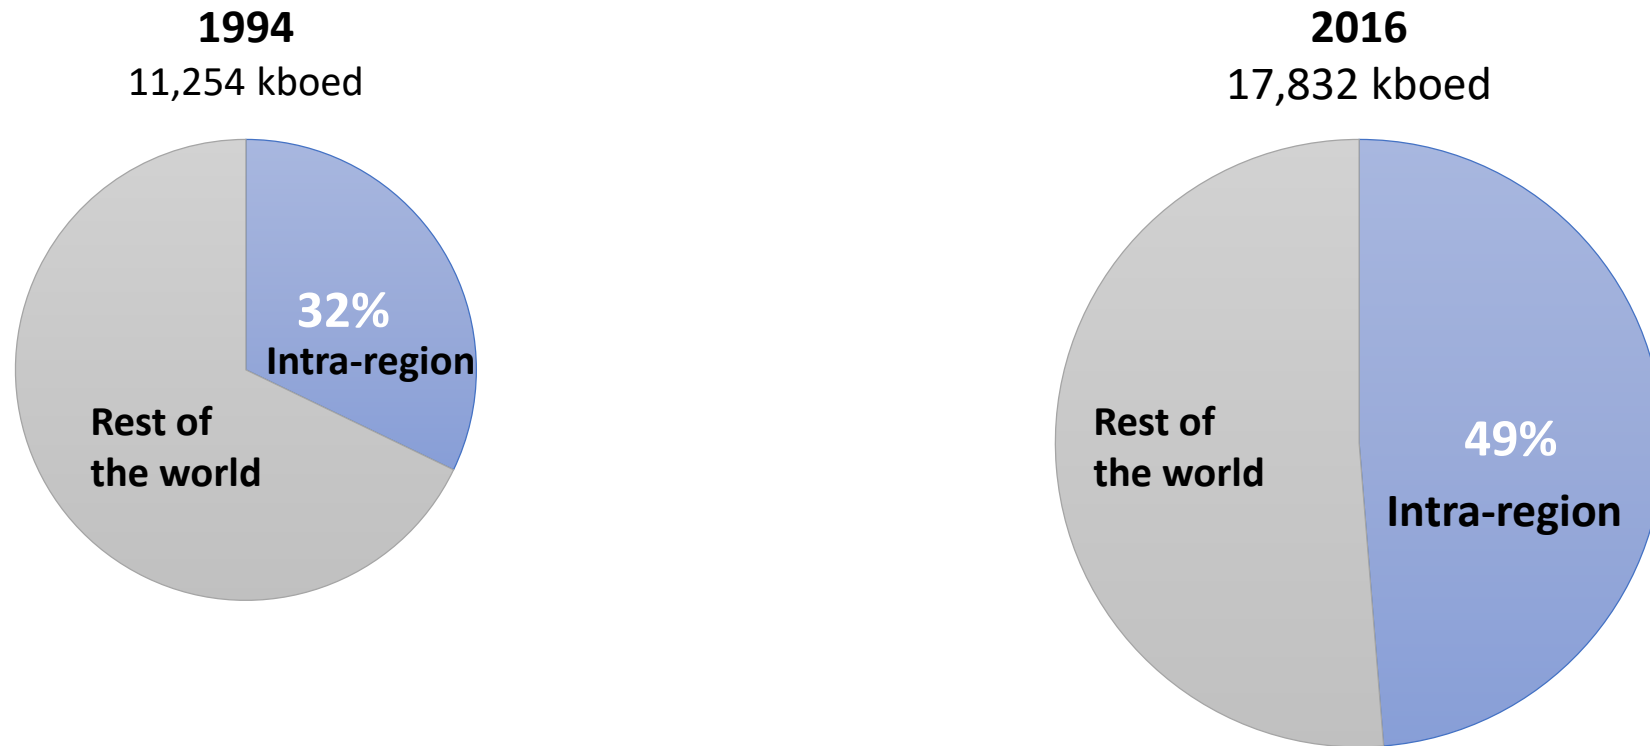 1994
11,254 kboed
32%
Intra-region
Rest of
the world
2016
17,832 kboed
Rest of
the world
49%
Intra-region